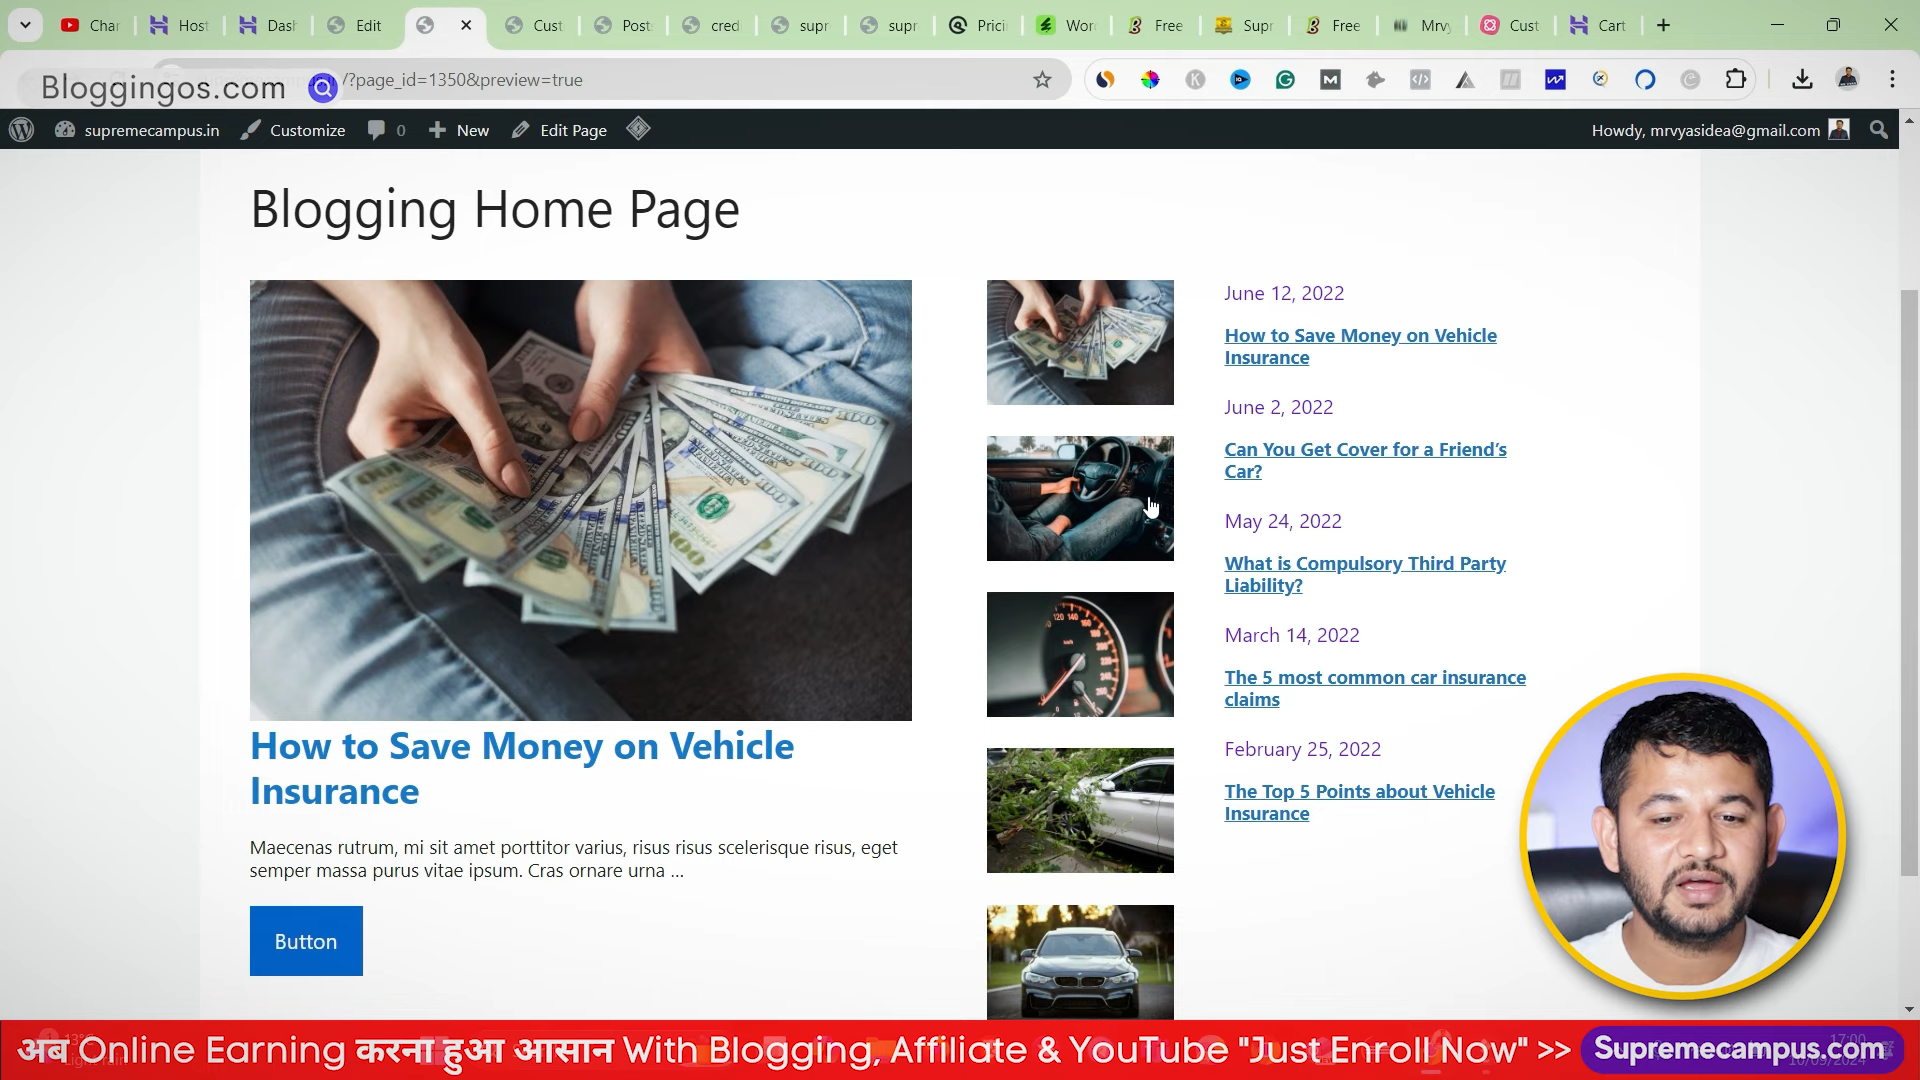 Char
Host
Dash
Edit
Cust
Post
cred
supr
supr
Prici
Word
Free
Supr
Free
Mrvy
Cust
Cart
Bloggingos.com
/?page_id=1350&preview=true
supremecampus.in
Customize
0
New
Edit Page
Howdy, mrvyasidea@gmail.com
Blogging Home Page
June 12, 2022
How to Save Money on Vehicle
Insurance
June 2, 2022
Can You Get Cover for a Friend’s
Car?
May 24, 2022
What is Compulsory Third Party
Liability?
March 14, 2022
The 5 most common car insurance
claims
February 25, 2022
The Top 5 Points about Vehicle
Insurance
How to Save Money on Vehicle
Insurance
Maecenas rutrum, mi sit amet porttitor varius, risus risus scelerisque risus, eget
semper massa purus vitae ipsum. Cras ornare urna ...
Button
अब Online Earning करना हुआ आसान With Blogging, Affiliate & YouTube "Just Enroll Now" >>
Supremecampus.com